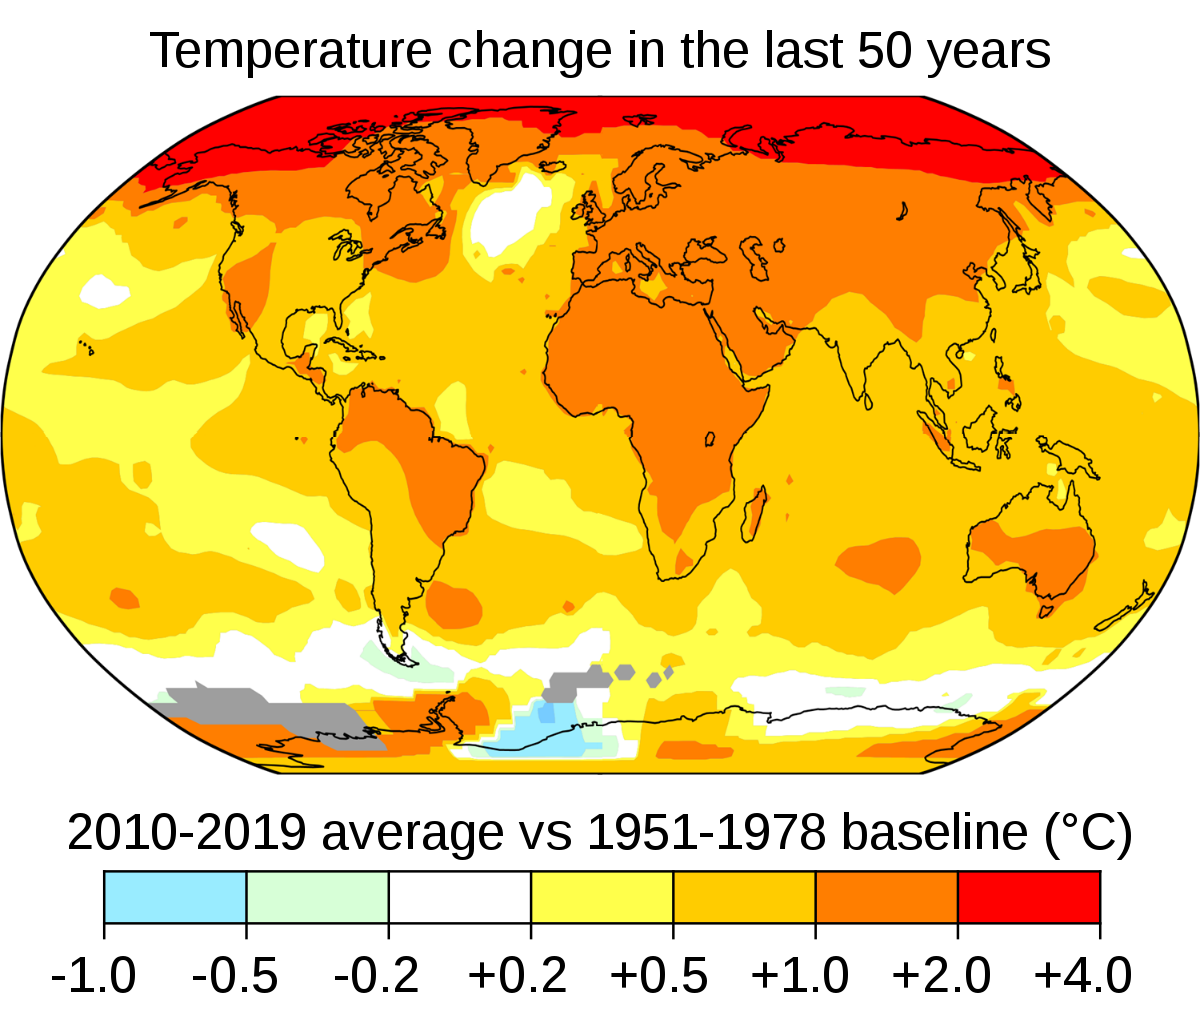 Temperature change in the last 50 years
2010-2019 average vs 1951-1978 baseline (°C)
-1.0 -0.5 -0.2 +0.2 +0.5 +1.0 +2.0 +4.0